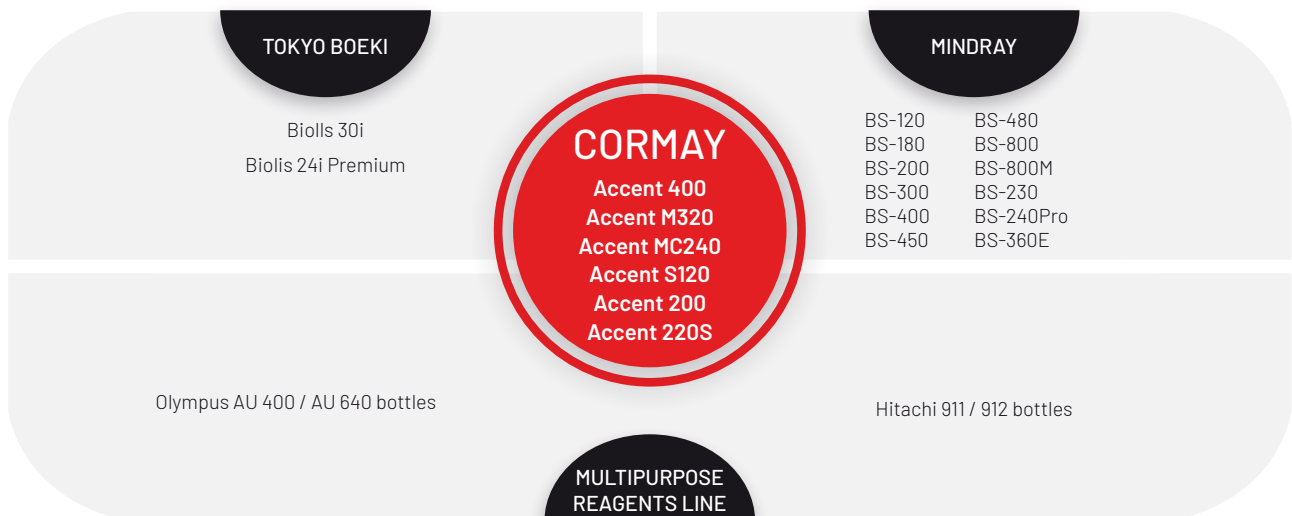 TOKYO BOEKI
Biolls 30i
Biolis 24i Premium
CORMAY
Accent 400
Accent M320
Accent MC240
Accent S120
Accent 200
Accent 220S
MINDRAY
BS-120 BS-480
BS-180 BS-800
BS-200 BS-800M
BS-300 BS-230
BS-400 BS-240Pro
BS-450 BS-360E
Olympus AU 400 / AU 640 bottles
Hitachi 911 / 912 bottles
MULTIPURPOSE
REAGENTS LINE